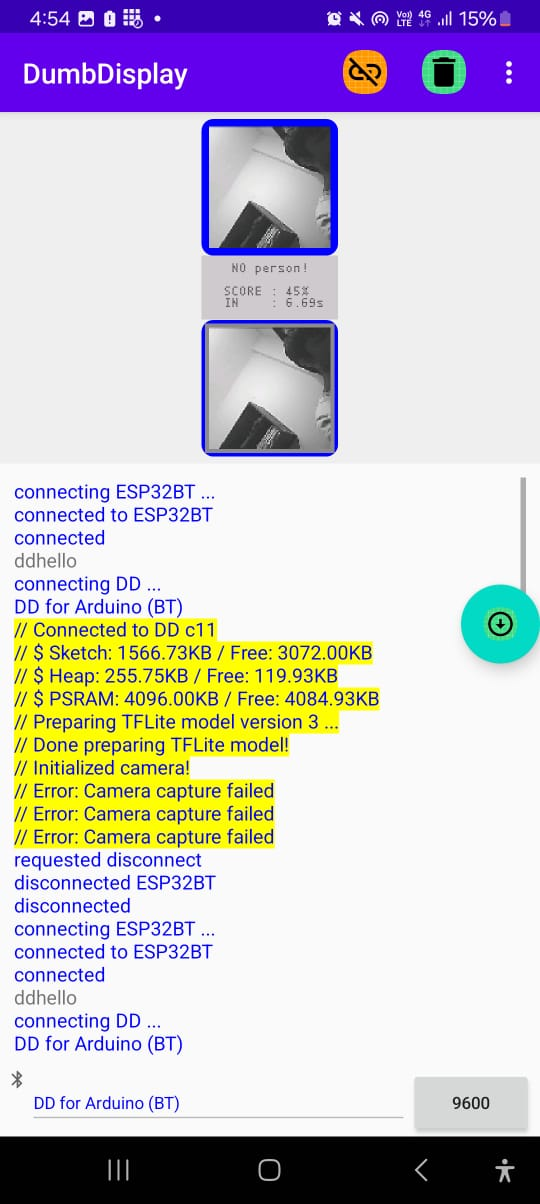 4:54
Vo))
LTE
4G
15%
DumbDisplay
NO person!
SCORE : 45%
IN : 6.69s
connecting ESP32BT ...
connected to ESP32BT
connected
ddhello
connecting DD ...
DD for Arduino (BT)
// Connected to DD c11
// $ Sketch: 1566.73KB / Free: 3072.00KB
// $ Heap: 255.75KB / Free: 119.93KB
// $ PSRAM: 4096.00KB / Free: 4084.93KB
// Preparing TFLite model version 3 ...
// Done preparing TFLite model!
// Initialized camera!
// Error: Camera capture failed
// Error: Camera capture failed
// Error: Camera capture failed
requested disconnect
disconnected ESP32BT
disconnected
connecting ESP32BT ...
connected to ESP32BT
connected
ddhello
connecting DD ...
DD for Arduino (BT)
DD for Arduino (BT)
9600